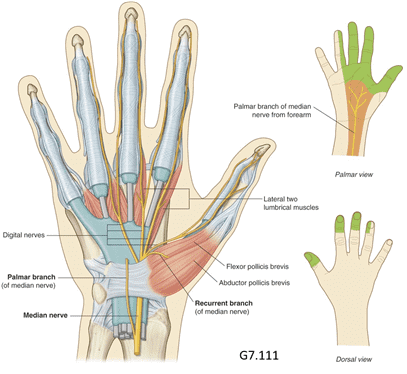 Palmar branch of median
nerve from forearm
Palmar view
Lateral two
lumbrical muscles
Digital nerves
Flexor pollicis brevis
Palmar branch
(of median nerve)
Abductor pollicis brevis
Recurrent branch
(of median nerve)
Median nerve
G7.111
Dorsal view